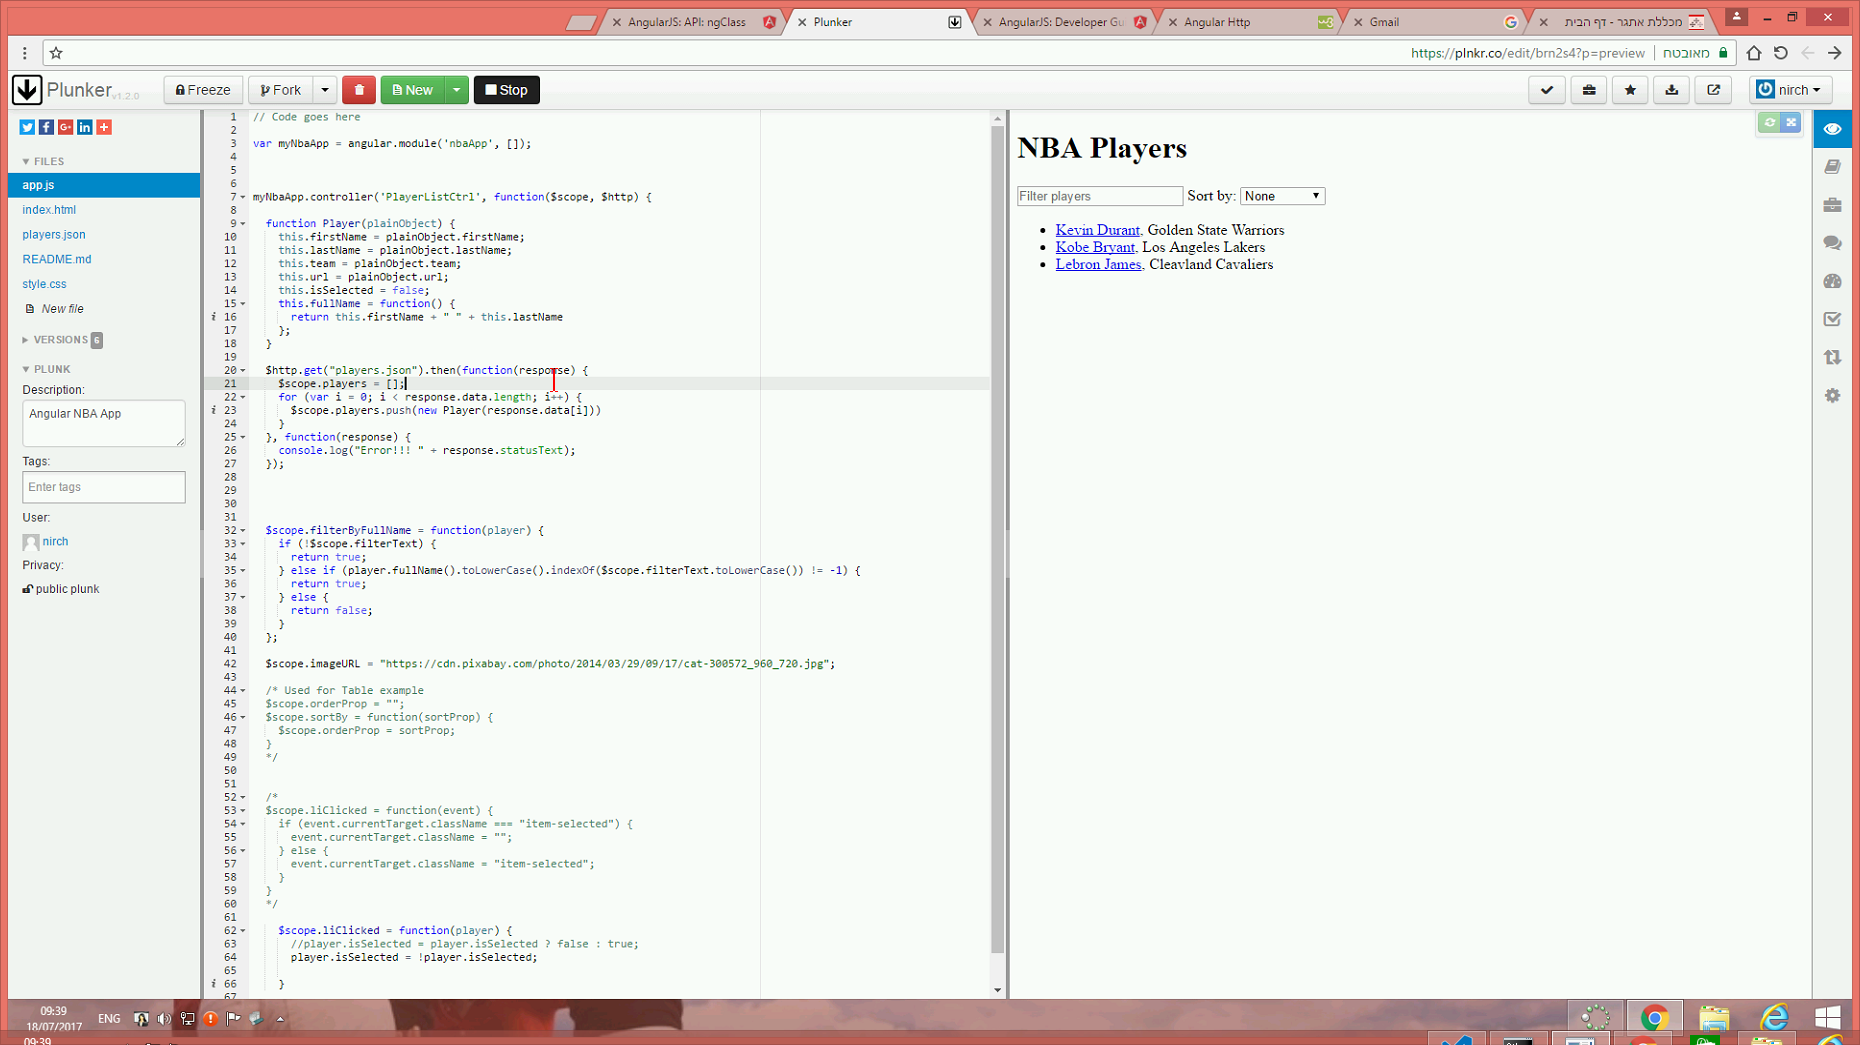 AngularJS: API: ngClass
Plunker
AngularJS: Developer Gu
Angular Http
Gmail
מכללת אתגר - דף הבית
https://plnkr.co/edit/brn2s4?p=preview
מאובטח
Plunker v1.2.0
Freeze
Fork
New
Stop
nirch
FILES
app.js
index.html
players.json
README.md
style.css
New file
VERSIONS 6
PLUNK
Description:
Angular NBA App
Tags:
Enter tags
User:
nirch
Privacy:
public plunk
1 // Code goes here
2
3 var myNbaApp = angular.module('nbaApp', []);
4
5
6
7 myNbaApp.controller('PlayerListCtrl', function($scope, $http) {
8
9 function Player(plainObject) {
10 this.firstName = plainObject.firstName;
11 this.lastName = plainObject.lastName;
12 this.team = plainObject.team;
13 this.url = plainObject.url;
14 this.isSelected = false;
15 this.fullName = function() {
16 return this.firstName + " " + this.lastName
17 };
18 }
19
20 $http.get("players.json").then(function(response) {
21 $scope.players = [];
22 for (var i = 0; i < response.data.length; i++) {
23 $scope.players.push(new Player(response.data[i]))
24 }
25 }, function(response) {
26 console.log("Error!!! " + response.statusText);
27 });
28
29
30
31
32 $scope.filterByFullName = function(player) {
33 if (!$scope.filterText) {
34 return true;
35 } else if (player.fullName().toLowerCase().indexOf($scope.filterText.toLowerCase()) != -1) {
36 return true;
37 } else {
38 return false;
39 }
40 };
41
42 $scope.imageURL = "https://cdn.pixabay.com/photo/2014/03/29/09/17/cat-300572_960_720.jpg";
43
44 /* Used for Table example
45 $scope.orderProp = "";
46 $scope.sortBy = function(sortProp) {
47 $scope.orderProp = sortProp;
48 }
49 */
50
51
52 /*
53 $scope.liClicked = function(event) {
54 if (event.currentTarget.className === "item-selected") {
55 event.currentTarget.className = "";
56 } else {
57 event.currentTarget.className = "item-selected";
58 }
59 }
60 */
61
62 $scope.liClicked = function(player) {
63 //player.isSelected = player.isSelected ? false : true;
64 player.isSelected = !player.isSelected;
65
66 }
67
NBA Players
Filter players Sort by: None
Kevin Durant, Golden State Warriors
Kobe Bryant, Los Angeles Lakers
Lebron James, Cleavland Cavaliers
09:39
18/07/2017
ENG
09:39